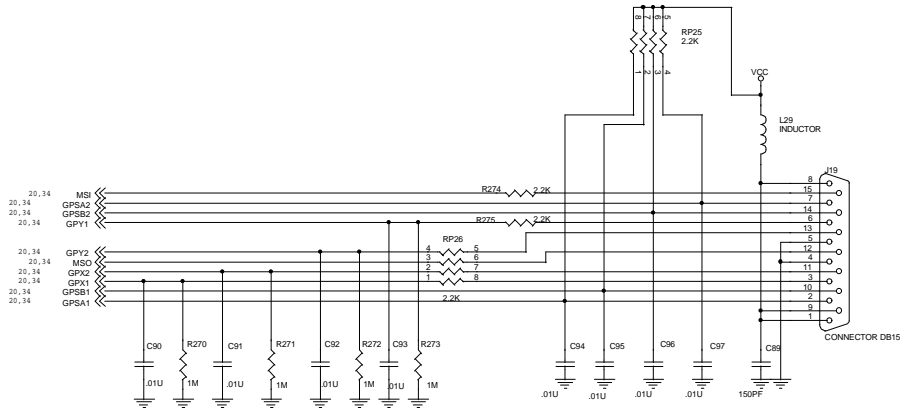 8 7 6 5
RP25
2.2K
1 2 3 4
VCC
L29
INDUCTOR
J19
8
20,34 MSI R274 2.2K 15
20,34 GPSA2 7
20,34 GPSB2 14
20,34 GPY1 R275 2.2K 6
RP26 13
5
20,34 GPY2 4 5 12
20,34 MSO 3 6 4
20,34 GPX2 2 7 11
20,34 GPX1 1 8 3
20,34 GPSB1 10
20,34 GPSA1 2.2K 2
9
1
CONNECTOR DB15
C90 R270 C91 R271 C92 R272 C93 R273 C94 C95 C96 C97 C89
.01U 1M .01U 1M .01U 1M .01U 1M .01U .01U .01U .01U 150PF